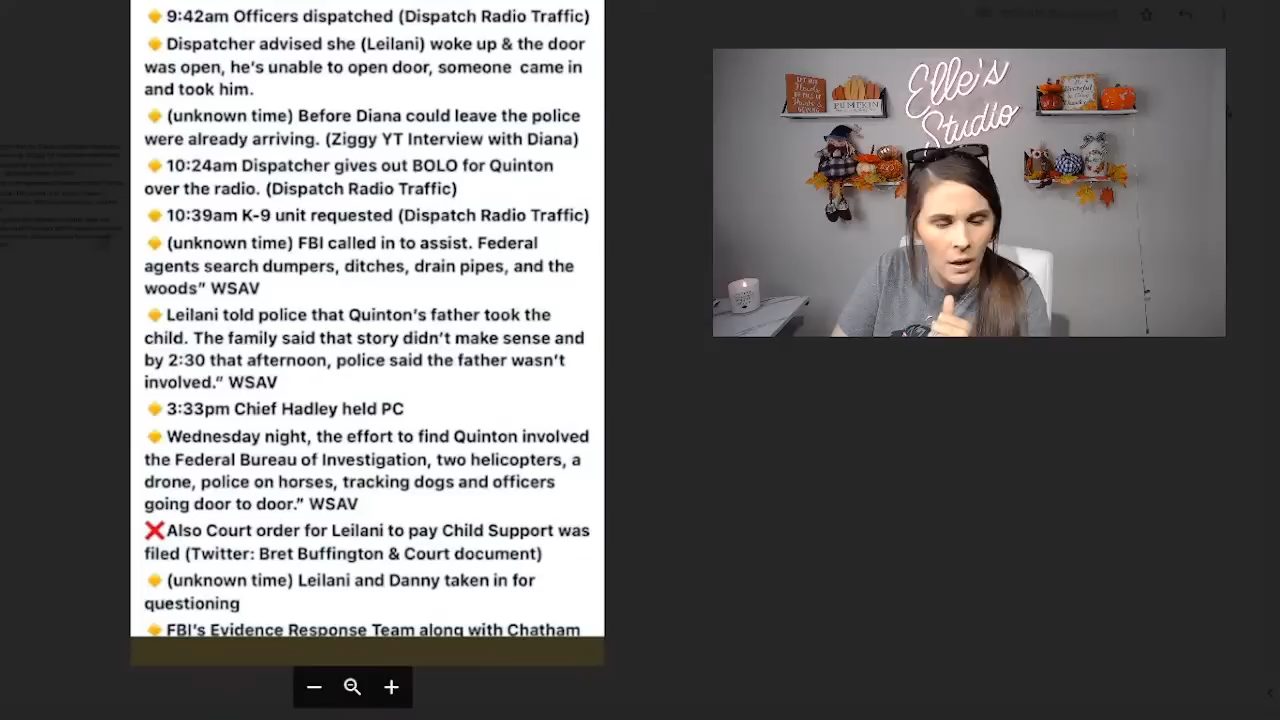 🔸9:42am Officers dispatched (Dispatch Radio Traffic)
🔸Dispatcher advised she (Leilani) woke up & the door
was open, he's unable to open door, someone came in
and took him.
🔸(unknown time) Before Diana could leave the police
were already arriving. (Ziggy YT Interview with Diana)
🔸10:24am Dispatcher gives out BOLO for Quinton
over the radio. (Dispatch Radio Traffic)
🔸10:39am K-9 unit requested (Dispatch Radio Traffic)
🔸(unknown time) FBI called in to assist. Federal
agents search dumpers, ditches, drain pipes, and the
woods” WSAV
🔸Leilani told police that Quinton's father took the
child. The family said that story didn't make sense and
by 2:30 that afternoon, police said the father wasn't
involved.” WSAV
🔸3:33pm Chief Hadley held PC
🔸Wednesday night, the effort to find Quinton involved
the Federal Bureau of Investigation, two helicopters, a
drone, police on horses, tracking dogs and officers
going door to door.” WSAV
❌Also Court order for Leilani to pay Child Support was
filed (Twitter: Bret Buffington & Court document)
🔸(unknown time) Leilani and Danny taken in for
questioning
🔸FBI's Evidence Response Team along with Chatham
Elle's
Studio
PUMPKIN